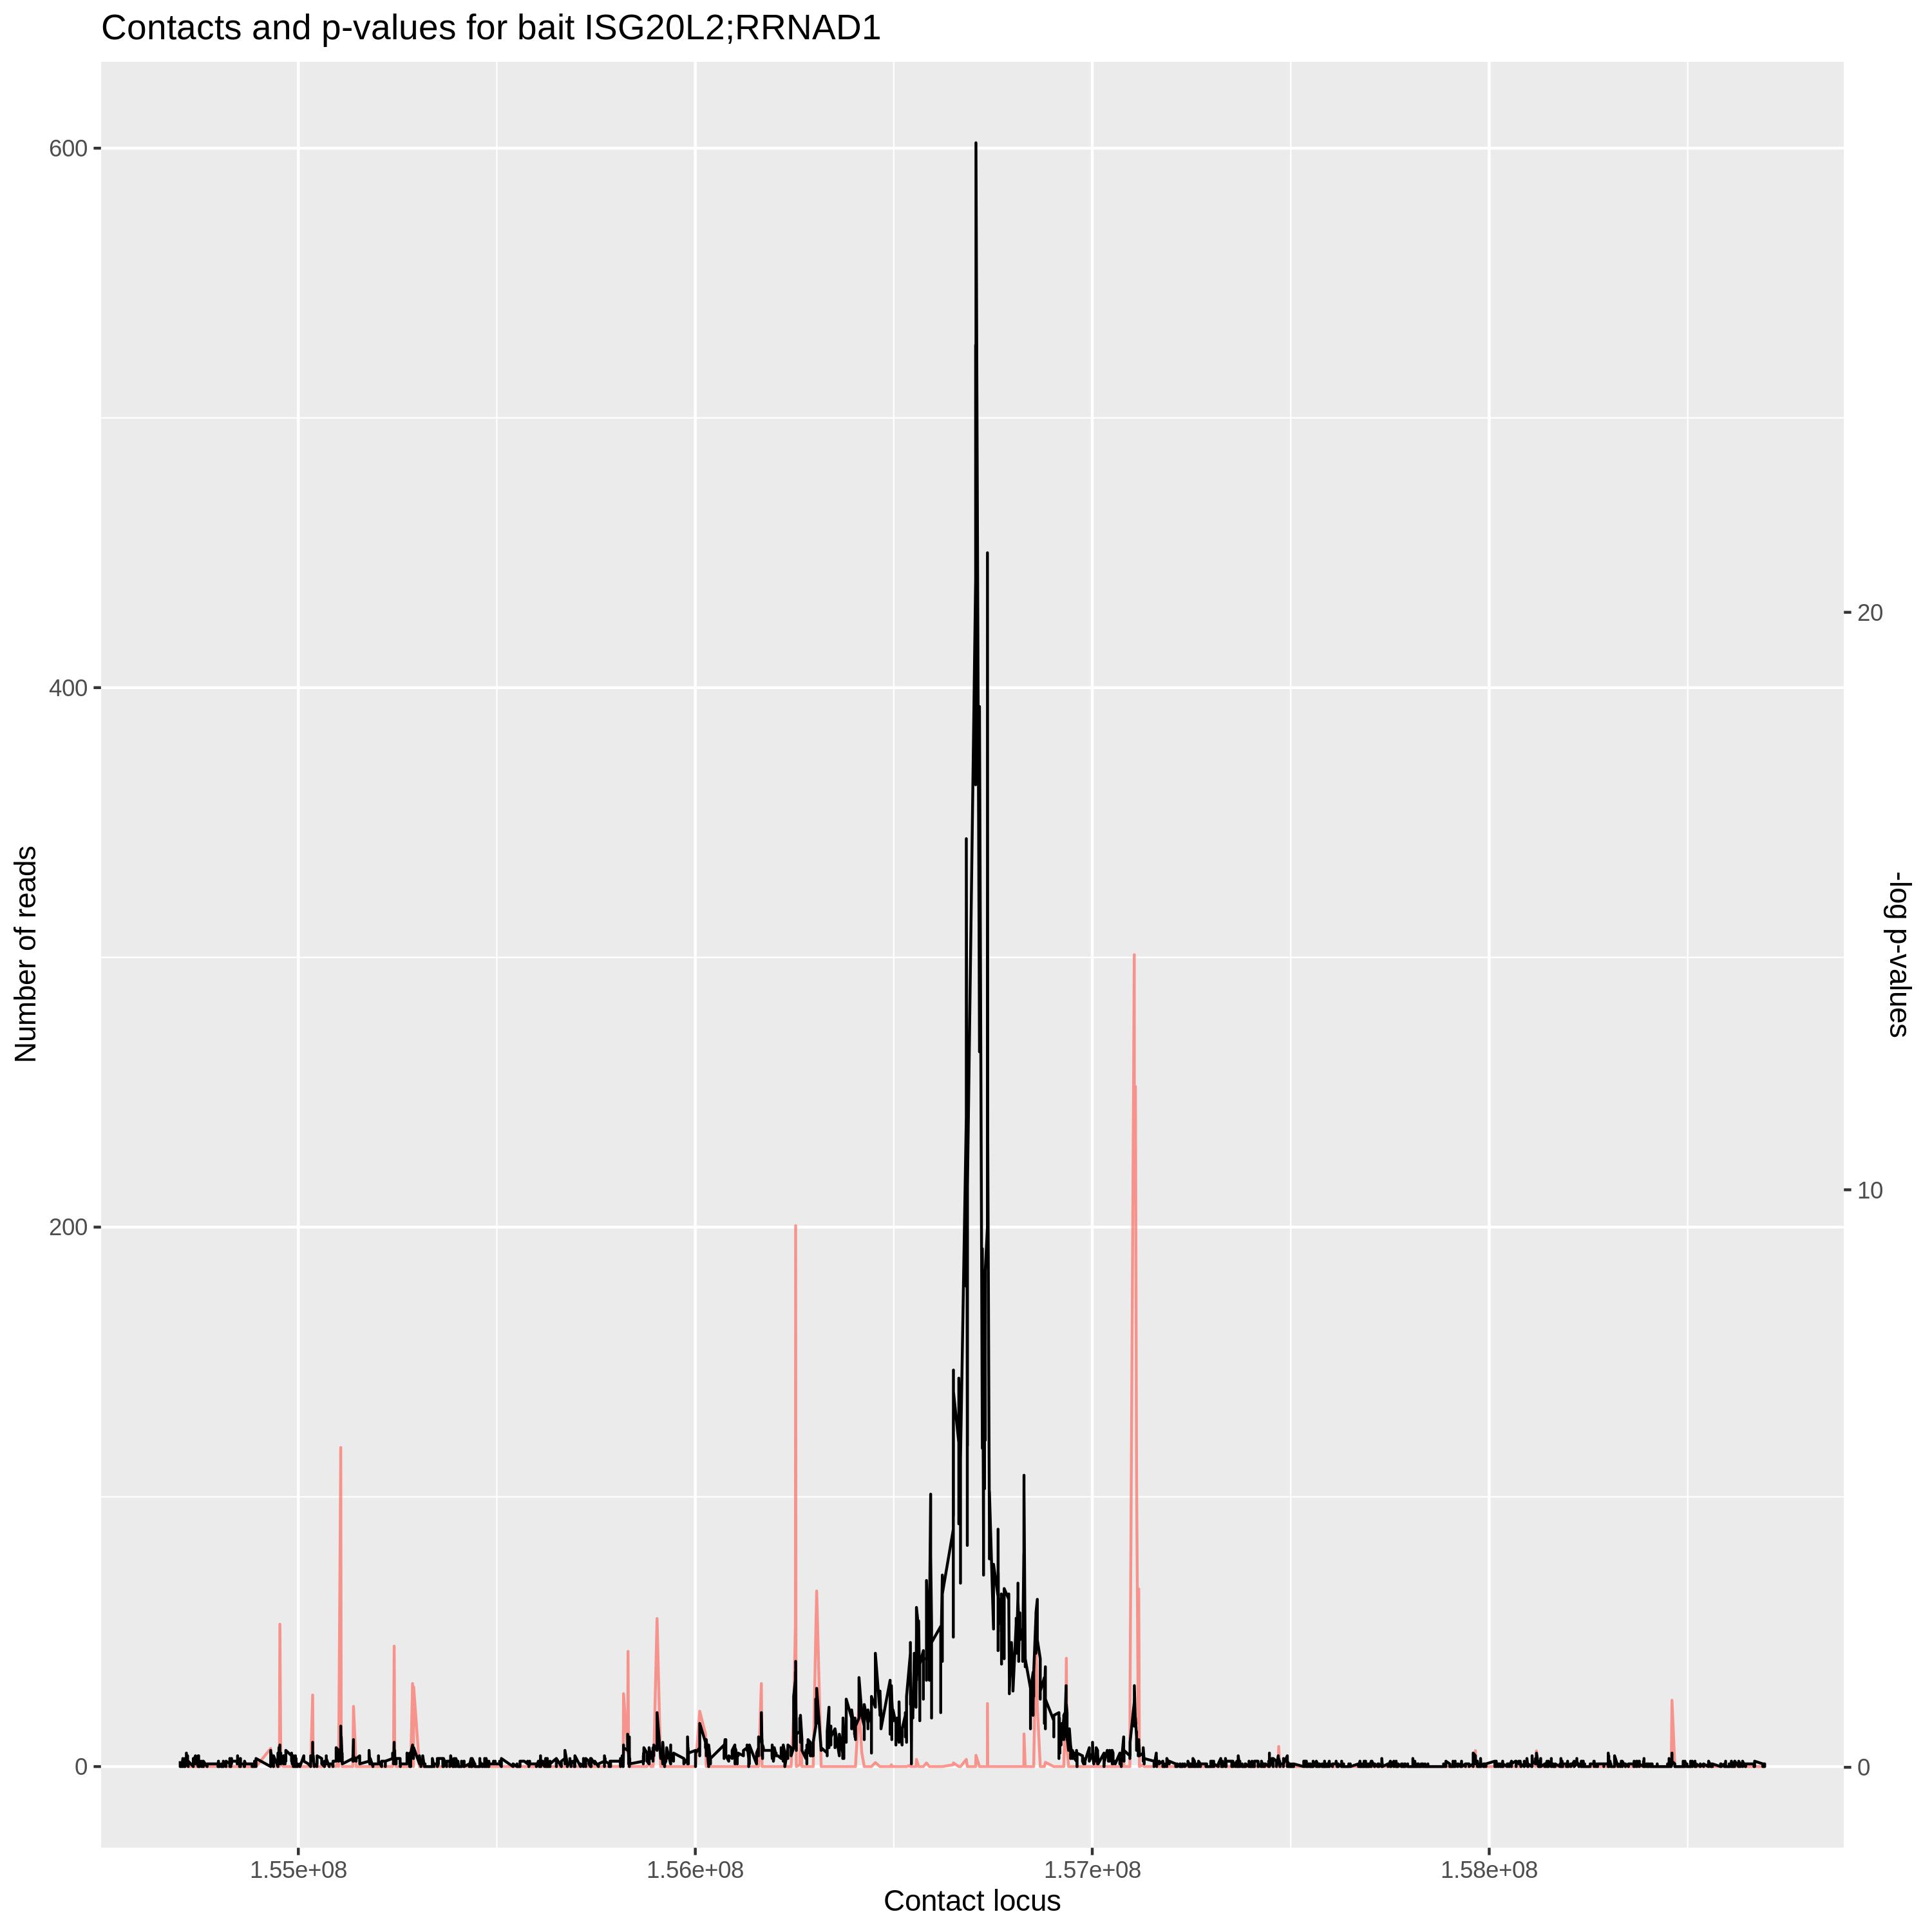 Contacts and p-values for bait ISG20L2;RRNAD1
600
400
200
0
Number of reads
20
10
0
-log p-values
1.55e+08
1.56e+08
1.57e+08
1.58e+08
Contact locus